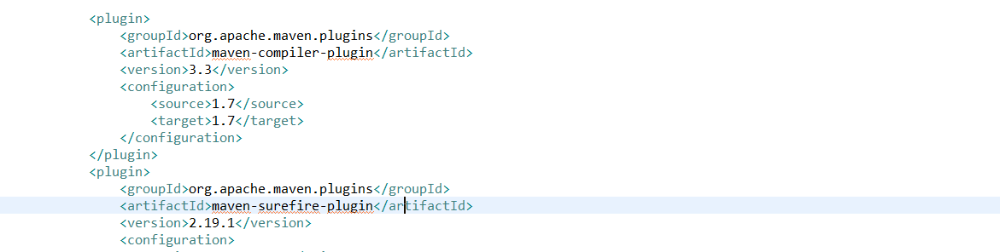 <plugin>
<groupId>org.apache.maven.plugins</groupId>
<artifactId>maven-compiler-plugin</artifactId>
<version>3.3</version>
<configuration>
<source>1.7</source>
<target>1.7</target>
</configuration>
</plugin>
<plugin>
<groupId>org.apache.maven.plugins</groupId>
<artifactId>maven-surefire-plugin</artifactId>
<version>2.19.1</version>
<configuration>